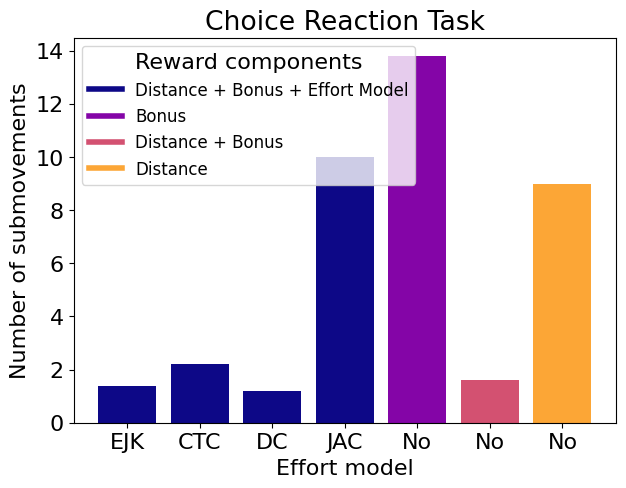 Choice Reaction Task
Number of submovements
14
12
10
8
6
4
2
0
Reward components
Distance + Bonus + Effort Model
Bonus
Distance + Bonus
Distance
EJK CTC DC JAC No No No
Effort model